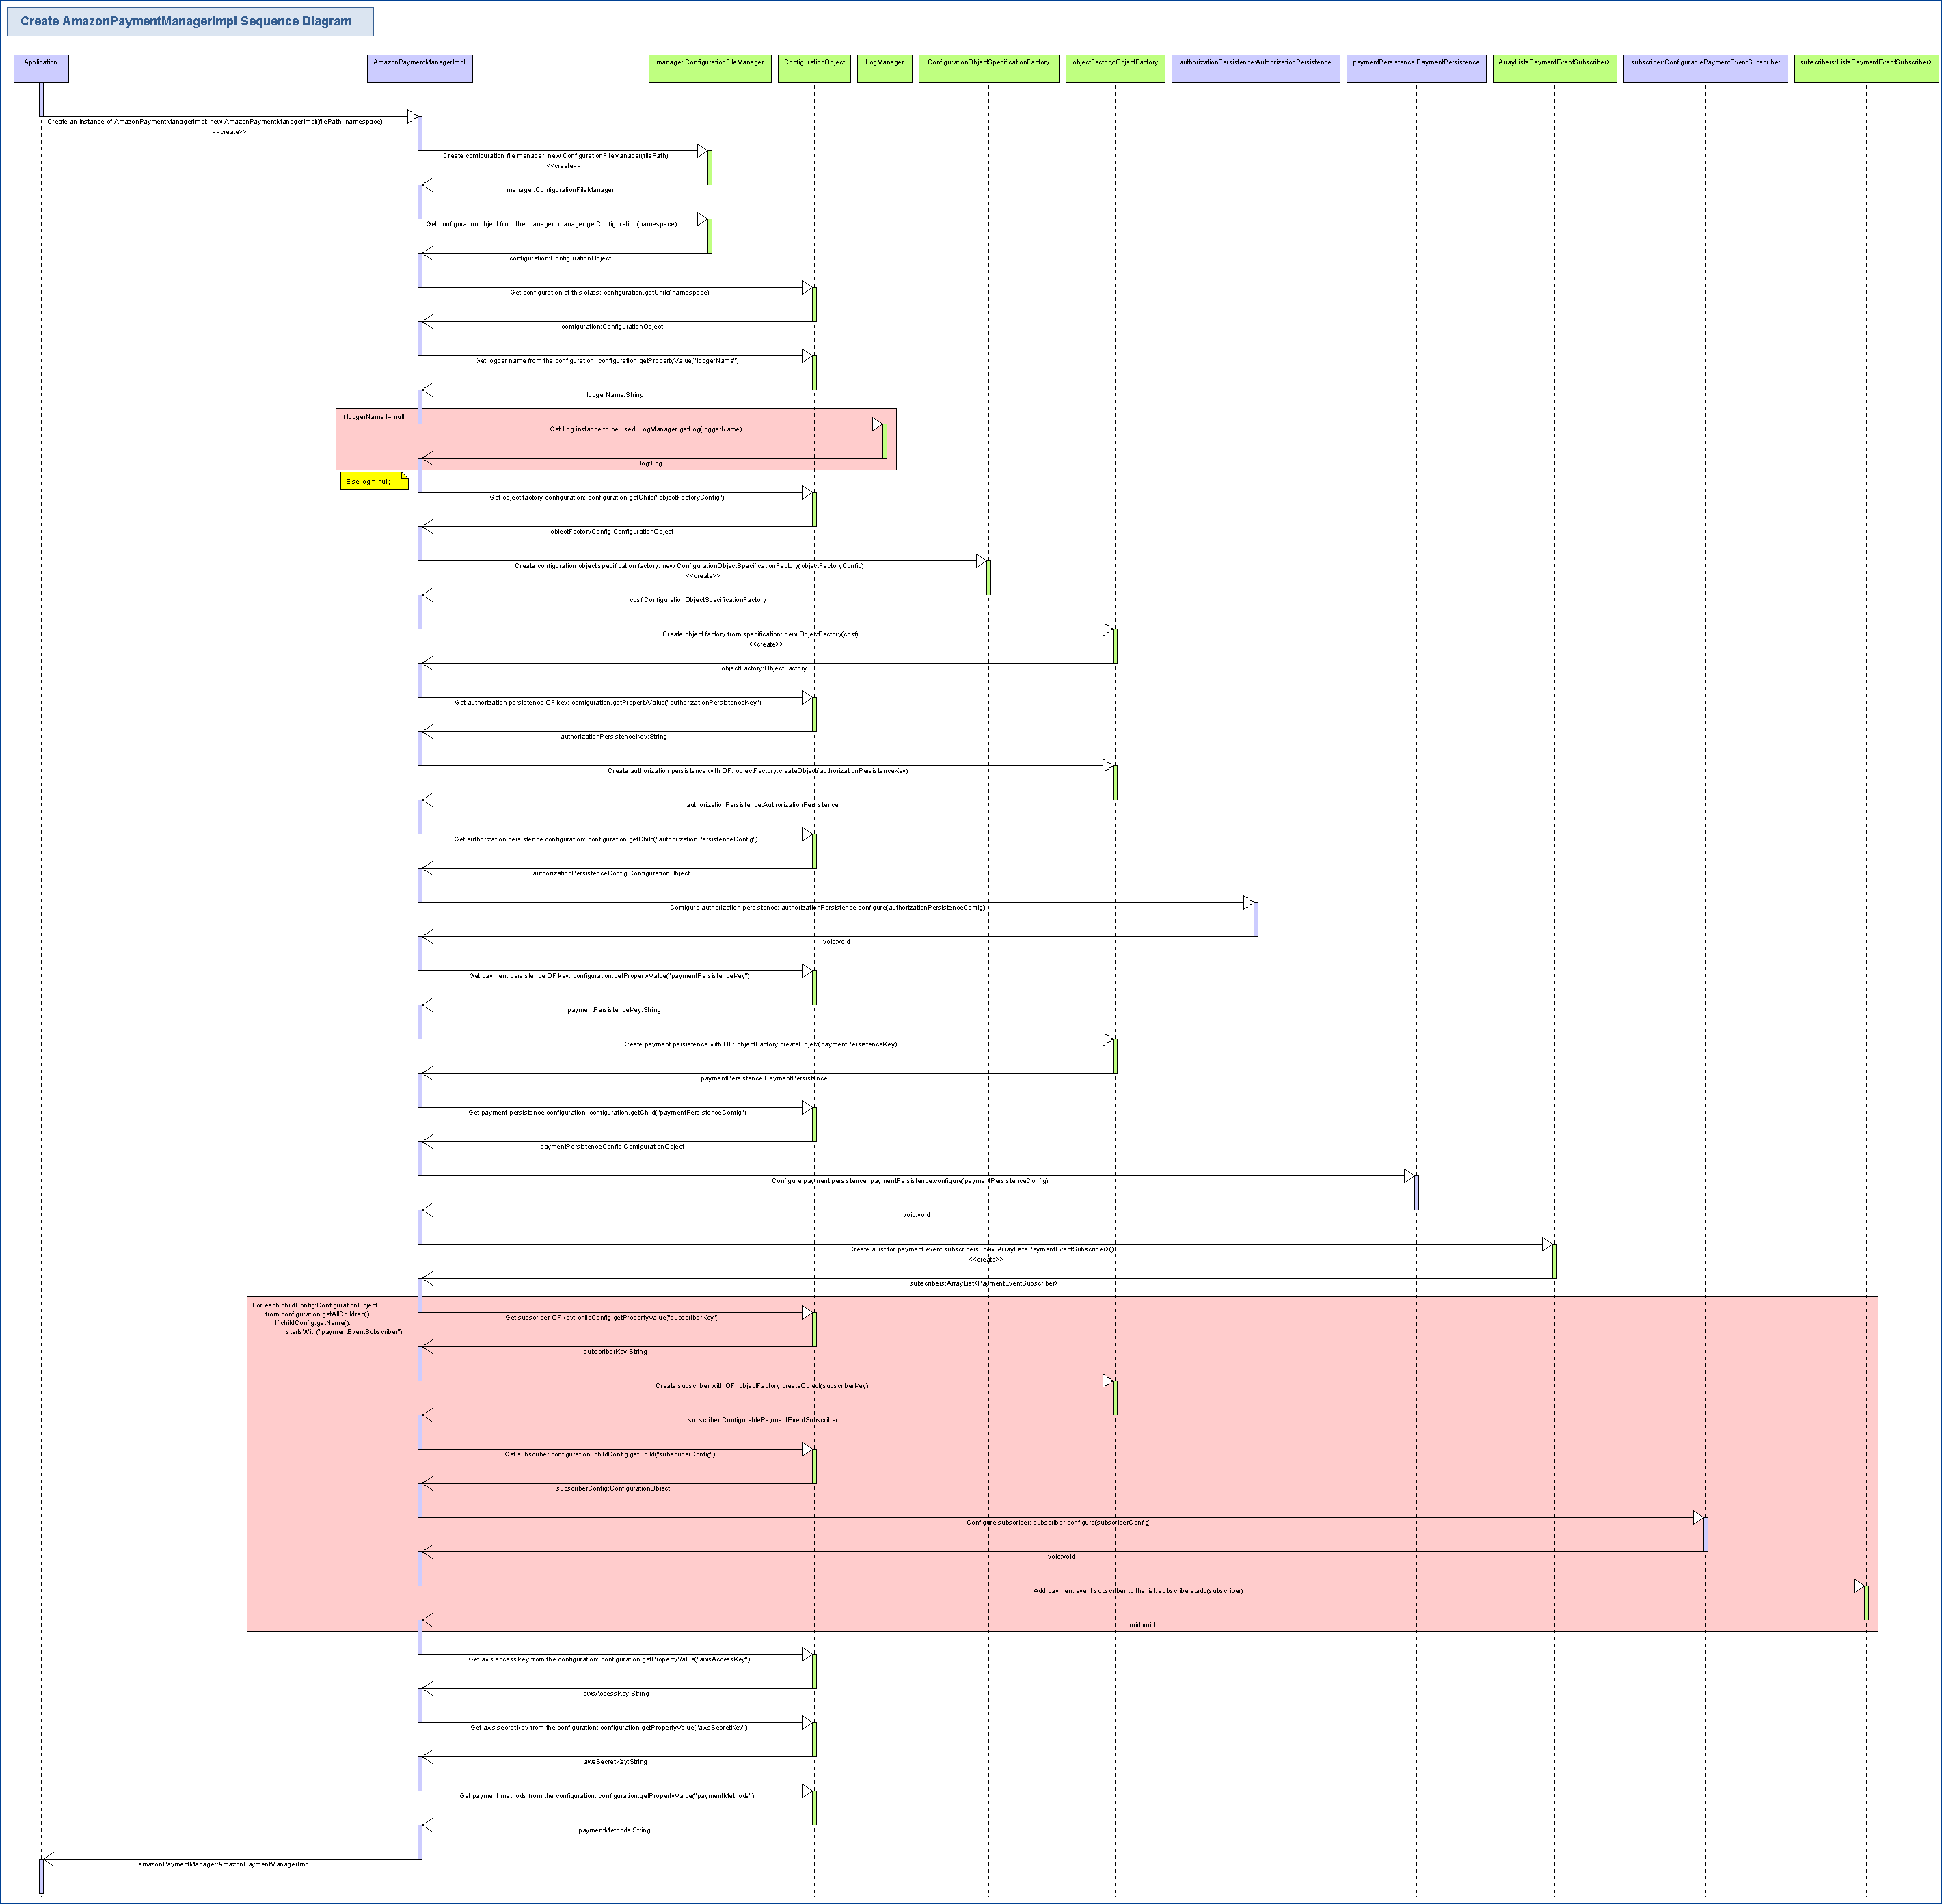 Create AmazonPaymentManagerImpl Sequence Diagram
Application
AmazonPaymentManagerImpl
manager:ConfigurationFileManager
ConfigurationObject
LogManager
ConfigurationObjectSpecificationFactory
objectFactory:ObjectFactory
authorizationPersistence:AuthorizationPersistence
paymentPersistence:PaymentPersistence
ArrayList<PaymentEventSubscriber>
subscriber:ConfigurablePaymentEventSubscriber
subscribers:List<PaymentEventSubscriber>
Create an instance of AmazonPaymentManagerImpl: new AmazonPaymentManagerImpl(filePath, namespace)
<<create>>
Create configuration file manager: new ConfigurationFileManager(filePath)
<<create>>
manager:ConfigurationFileManager
Get configuration object from the manager: manager.getConfiguration(namespace)
configuration:ConfigurationObject
Get configuration of this class: configuration.getChild(namespace)
configuration:ConfigurationObject
Get logger name from the configuration: configuration.getPropertyValue("loggerName")
loggerName:String
If loggerName != null
Get Log instance to be used: LogManager.getLog(loggerName)
log:Log
Else log = null;
Get object factory configuration: configuration.getChild("objectFactoryConfig")
objectFactoryConfig:ConfigurationObject
Create configuration object specification factory: new ConfigurationObjectSpecificationFactory(objectFactoryConfig)
<<create>>
cosf:ConfigurationObjectSpecificationFactory
Create object factory from specification: new ObjectFactory(cosf)
<<create>>
objectFactory:ObjectFactory
Get authorization persistence OF key: configuration.getPropertyValue("authorizationPersistenceKey")
authorizationPersistenceKey:String
Create authorization persistence with OF: objectFactory.createObject(authorizationPersistenceKey)
authorizationPersistence:AuthorizationPersistence
Get authorization persistence configuration: configuration.getChild("authorizationPersistenceConfig")
authorizationPersistenceConfig:ConfigurationObject
Configure authorization persistence: authorizationPersistence.configure(authorizationPersistenceConfig)
void:void
Get payment persistence OF key: configuration.getPropertyValue("paymentPersistenceKey")
paymentPersistenceKey:String
Create payment persistence with OF: objectFactory.createObject(paymentPersistenceKey)
paymentPersistence:PaymentPersistence
Get payment persistence configuration: configuration.getChild("paymentPersistenceConfig")
paymentPersistenceConfig:ConfigurationObject
Configure payment persistence: paymentPersistence.configure(paymentPersistenceConfig)
void:void
Create a list for payment event subscribers: new ArrayList<PaymentEventSubscriber>()
<<create>>
subscribers:ArrayList<PaymentEventSubscriber>
For each childConfig:ConfigurationObject
from configuration.getAllChildren()
If childConfig.getName().
startsWith("paymentEventSubscriber")
Get subscriber OF key: childConfig.getPropertyValue("subscriberKey")
subscriberKey:String
Create subscriber with OF: objectFactory.createObject(subscriberKey)
subscriber:ConfigurablePaymentEventSubscriber
Get subscriber configuration: childConfig.getChild("subscriberConfig")
subscriberConfig:ConfigurationObject
Configure subscriber: subscriber.configure(subscriberConfig)
void:void
Add payment event subscriber to the list: subscribers.add(subscriber)
void:void
Get aws access key from the configuration: configuration.getPropertyValue("awsAccessKey")
awsAccessKey:String
Get aws secret key from the configuration: configuration.getPropertyValue("awsSecretKey")
awsSecretKey:String
Get payment methods from the configuration: configuration.getPropertyValue("paymentMethods")
paymentMethods:String
amazonPaymentManager:AmazonPaymentManagerImpl